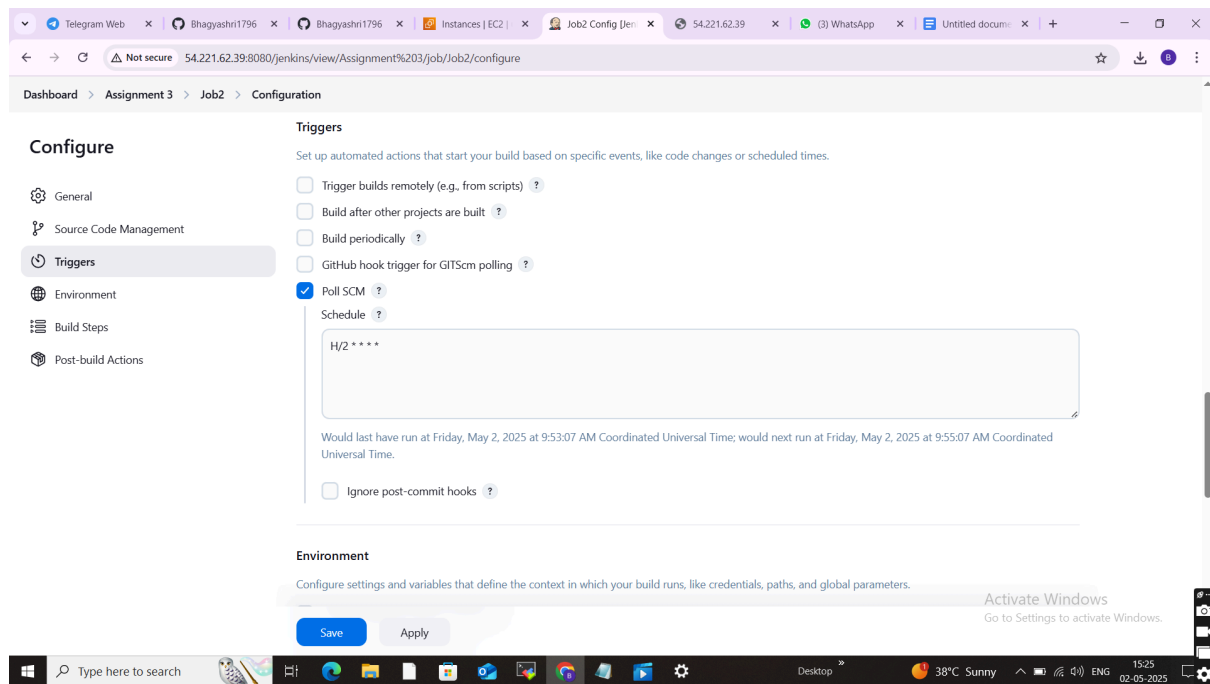 Telegram Web
Bhagyashri1796
Bhagyashri1796
Instances | EC2 |
Job2 Config [Jen
54.221.62.39
(3) WhatsApp
Untitled docume
Not secure 54.221.62.39:8080/jenkins/view/Assignment%203/job/Job2/configure
B
Dashboard > Assignment 3 > Job2 > Configuration
Configure
General
Source Code Management
Triggers
Environment
Build Steps
Post-build Actions
Triggers
Set up automated actions that start your build based on specific events, like code changes or scheduled times.
Trigger builds remotely (e.g., from scripts) ?
Build after other projects are built ?
Build periodically ?
GitHub hook trigger for GITScm polling ?
Poll SCM ?
Schedule ?
H/2 * * * *
Would last have run at Friday, May 2, 2025 at 9:53:07 AM Coordinated Universal Time; would next run at Friday, May 2, 2025 at 9:55:07 AM Coordinated
Universal Time.
Ignore post-commit hooks ?
Environment
Configure settings and variables that define the context in which your build runs, like credentials, paths, and global parameters.
Save Apply
Activate Windows
Go to Settings to activate Windows.
Type here to search
Desktop
38°C Sunny
ENG
15:25
02-05-2025